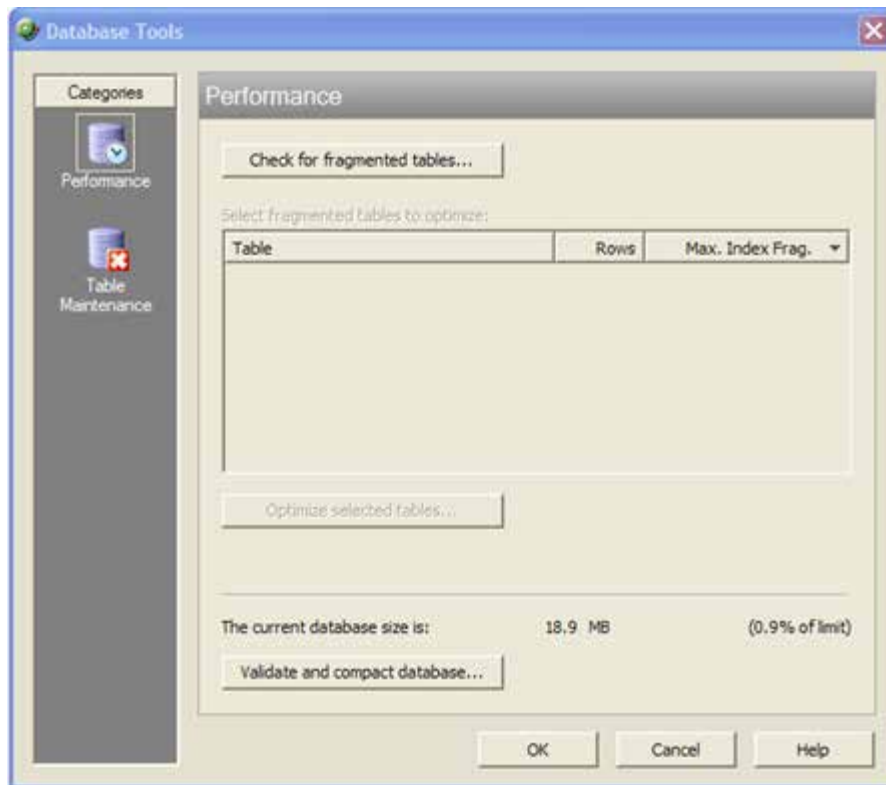 Database Tools
Categories
Performance
Table
Maintenance
Performance
Check for fragmented tables...
Select fragmented tables to optimize:
Table Rows Max. Index Frag.
Optimize selected tables...
The current database size is: 18.9 MB (0.9% of limit)
Validate and compact database...
OK Cancel Help